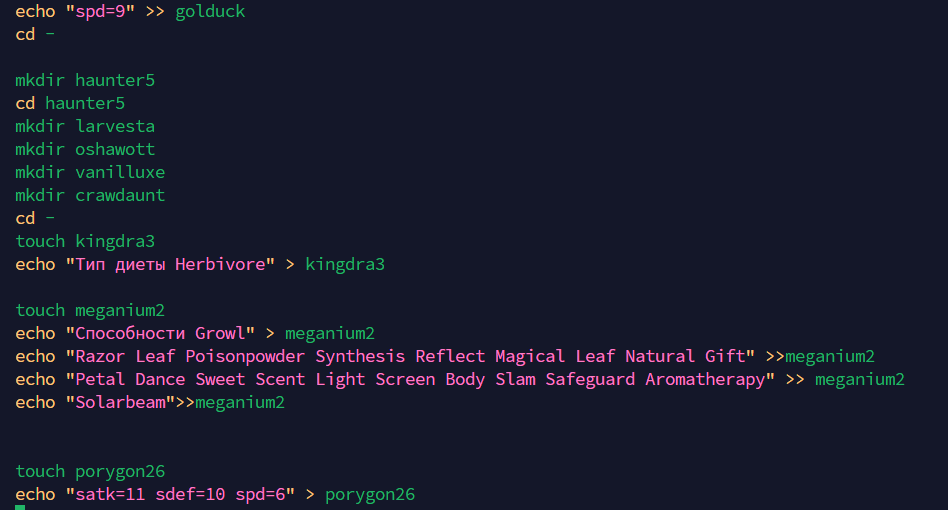 echo "spd=9" >> golduck
cd -
mkdir haunter5
cd haunter5
mkdir larvesta
mkdir oshawott
mkdir vanilluxe
mkdir crawdaunt
cd -
touch kingdra3
echo "Тип диеты Herbivore" > kingdra3
touch meganium2
echo "Способности Growl" > meganium2
echo "Razor Leaf Poisonpowder Synthesis Reflect Magical Leaf Natural Gift" >>meganium2
echo "Petal Dance Sweet Scent Light Screen Body Slam Safeguard Aromatherapy" >> meganium2
echo "Solarbeam">>meganium2
touch porygon26
echo "satk=11 sdef=10 spd=6" > porygon26